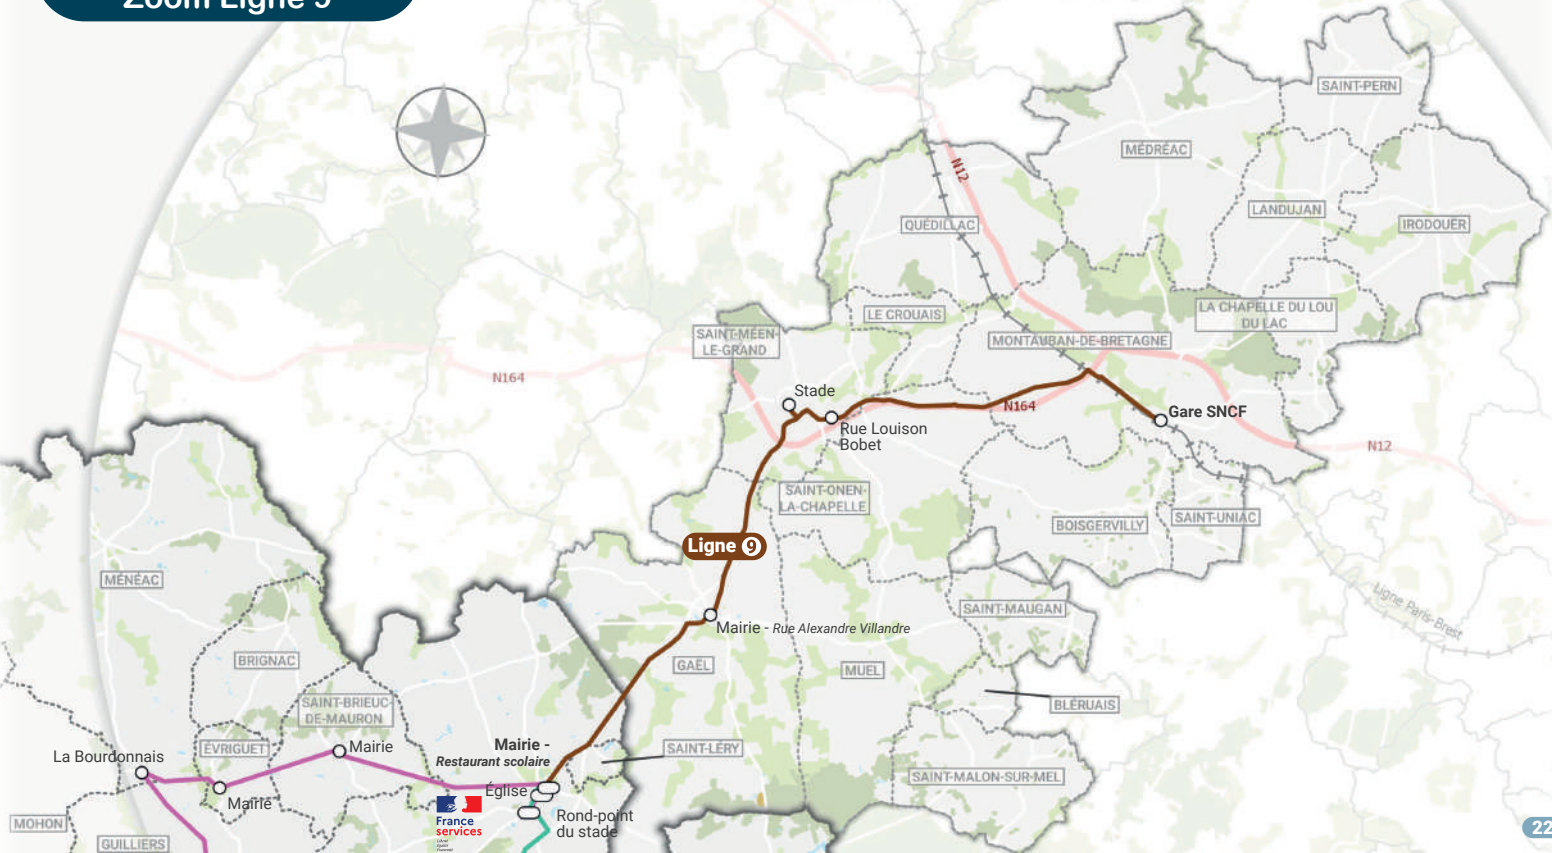 Zoom Ligne 9
SAINT-PERN
MÉDRÉAC
N12
LANDUJAN
QUÉDILLAC
IRODOUËR
LE CROUAIS
LA CHAPELLE DU LOU
DU LAC
SAINT-MÉEN-
LE-GRAND
MONTAUBAN-DE-BRETAGNE
N164
Stade
N164
Gare SNCF
Rue Louison
Bobet
N12
SAINT-ONEN-
LA-CHAPELLE
BOISGERVILLY
SAINT-UNIAC
Ligne 9
MÉNÉAC
Ligne Paris-Brest
SAINT-MAUGAN
Mairie - Rue Alexandre Villandre
BRIGNAC
GAËL
MUEL
SAINT-BRIEUC-
DE-MAURON
BLÉRUAIS
ÉVRIGUET
Mairie
Mairie -
Restaurant scolaire
SAINT-LÉRY
La Bourdonnais
SAINT-MALON-SUR-MEL
Église
Mairie
France
services
Rond-point
du stade
MOHON
GUILLIERS
22